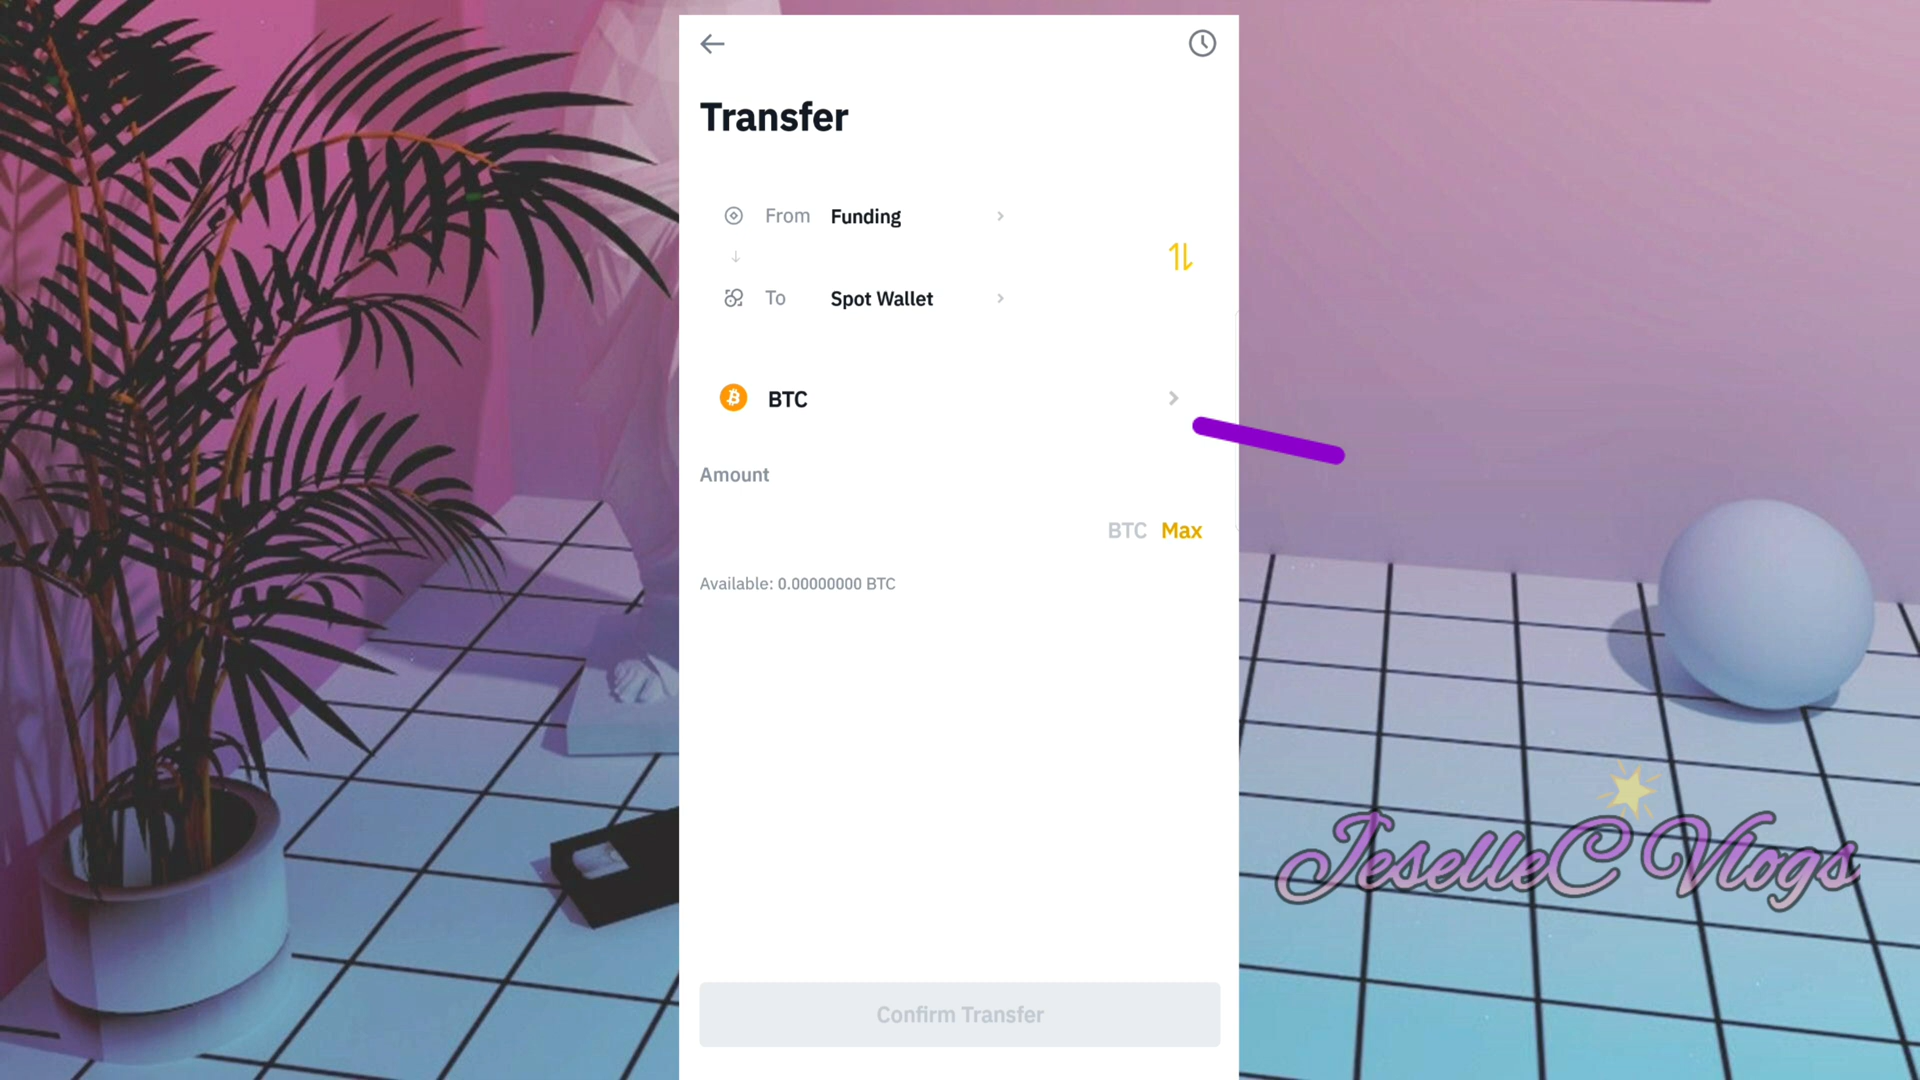 Transfer
From Funding
To Spot Wallet
BTC
Amount
BTC Max
Available: 0.00000000 BTC
JeselleC Vlogs
Confirm Transfer